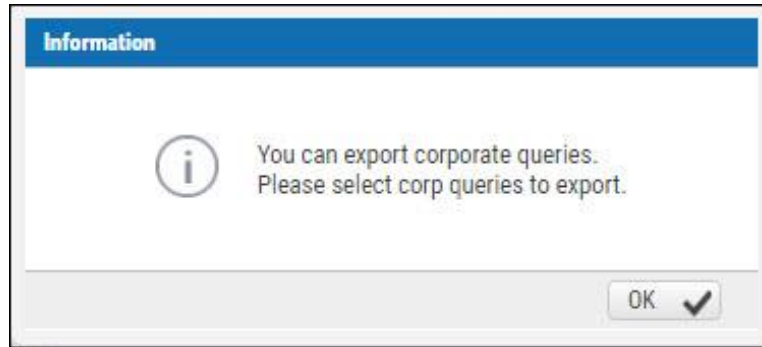 Information
You can export corporate queries.
Please select corp queries to export.
OK